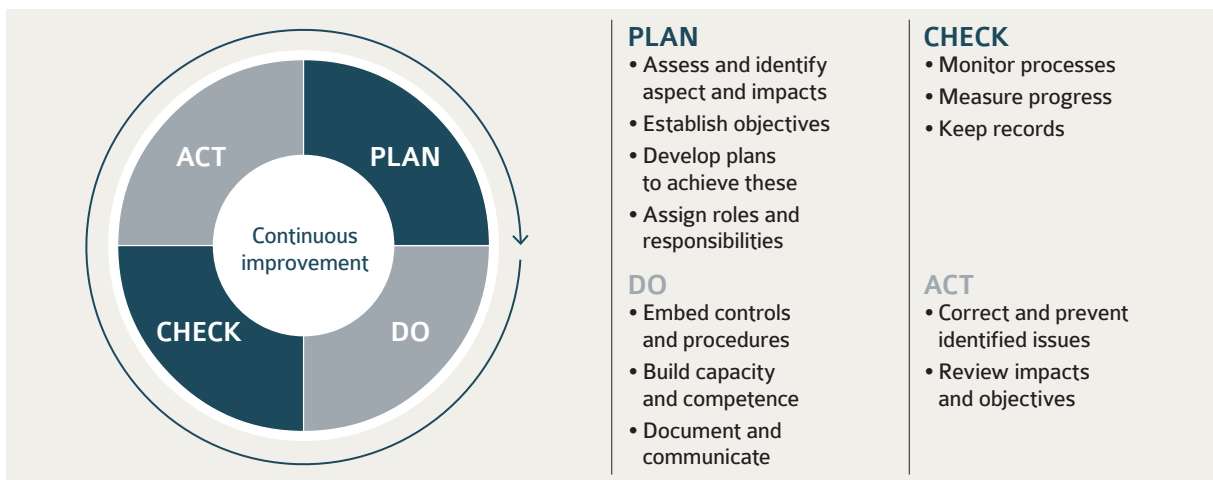 ACT
PLAN
Continuous
improvement
CHECK
DO
PLAN
• Assess and identify
aspect and impacts
• Establish objectives
• Develop plans
to achieve these
• Assign roles and
responsibilities
DO
• Embed controls
and procedures
• Build capacity
and competence
• Document and
communicate
CHECK
• Monitor processes
• Measure progress
• Keep records
ACT
• Correct and prevent
identified issues
• Review impacts
and objectives